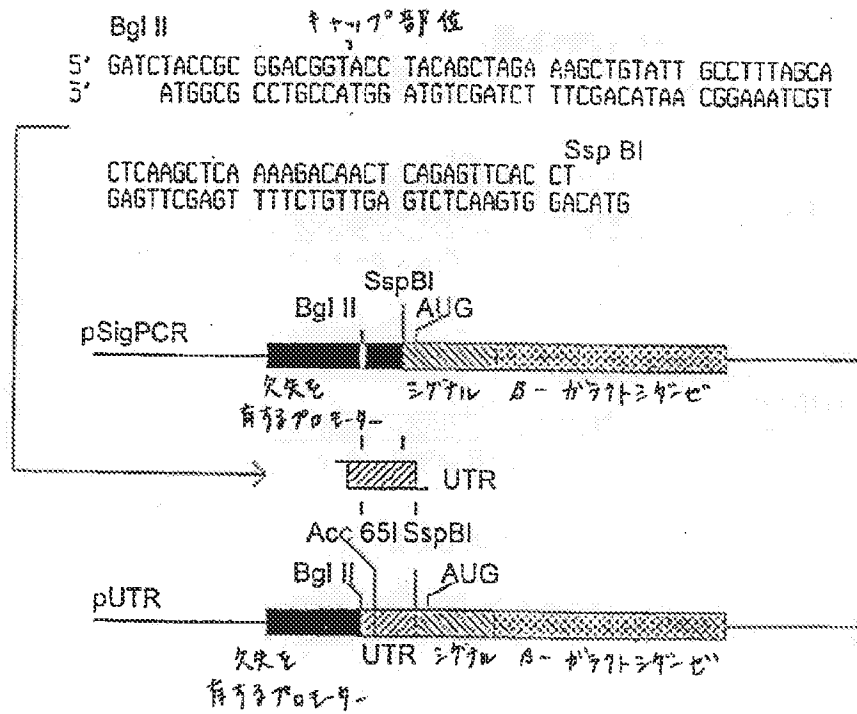 Bgl II キャップ部位
5' GATCTACCGC GGACGGTACC TACAGCTAGA AAGCTGTATT GCCTTTAGCA
3' ATGGCG CCTGCCATGG ATGTCGATCT TTCGACATAA CGGAAATCGT
CTCAAGCTCA AAAGACAACT CAGAGTTCAC CT Ssp BI
GAGTTCGAGT TTTCTGTTGA GTCTCAAGTG GACATG
SspBI
Bgl II AUG
pSigPCR
欠失を シグナル β-ガラクトシダーゼ
有するプロモーター
UTR
Acc 65I SspBI
Bgl II AUG
pUTR
欠失を UTR シグナル β-ガラクトシダーゼ
有するプロモーター